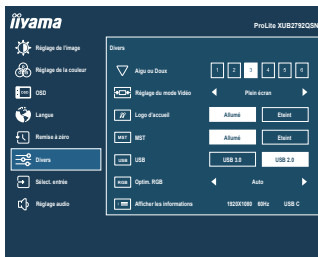 iiyama
ProLite XUB2792QSN
Réglage de l'image
Réglage de la couleur
OSD OSD
Langue
Remise à zéro
Divers
Sélect. entrée
Réglage audio
Divers
Aigu ou Doux 1 2 3 4 5 6
Réglage du mode Vidéo Plein écran
Logo d'accueil Allumé Eteint
MST MST Allumé Eteint
USB USB USB 3.0 USB 2.0
RGB Optim. RGB Auto
Afficher les informations 1920X1080 60Hz USB C